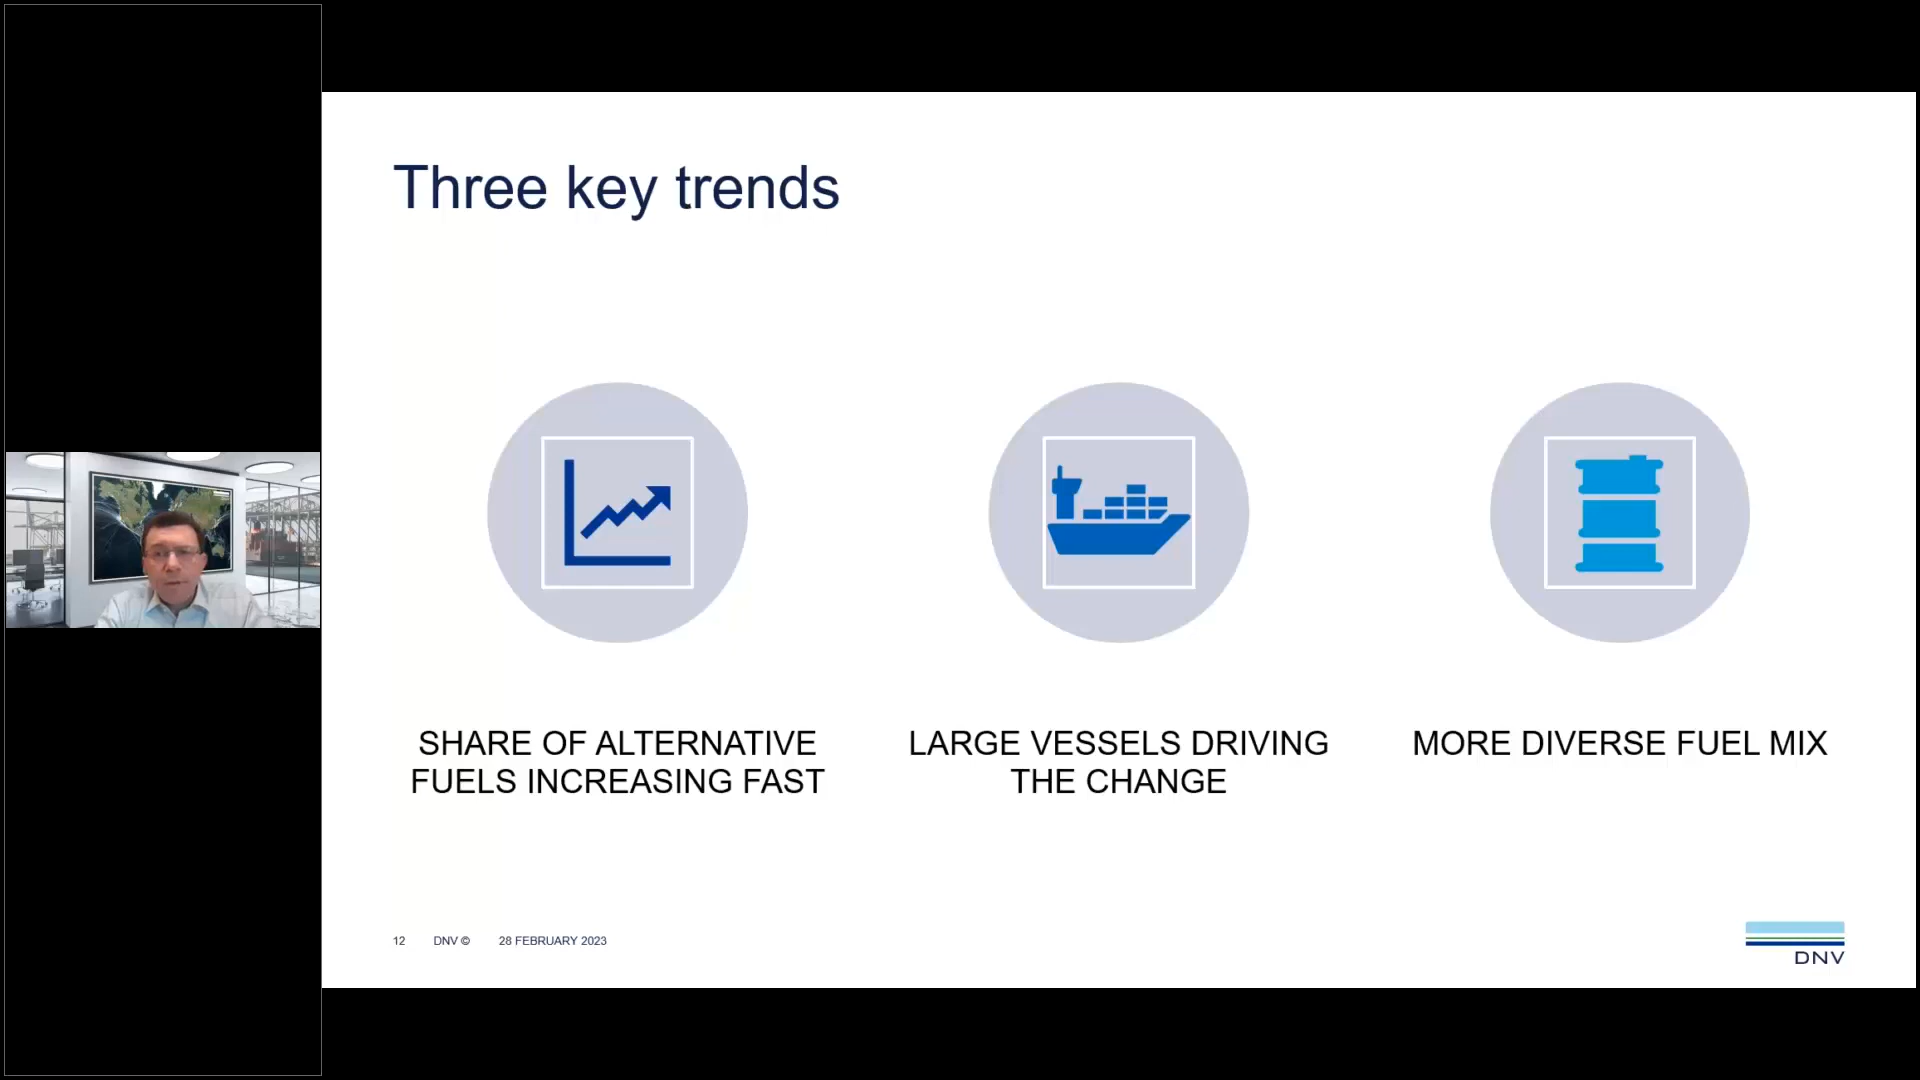 Three key trends
SHARE OF ALTERNATIVE
FUELS INCREASING FAST
LARGE VESSELS DRIVING
THE CHANGE
MORE DIVERSE FUEL MIX
12 DNV © 28 FEBRUARY 2023
DNV